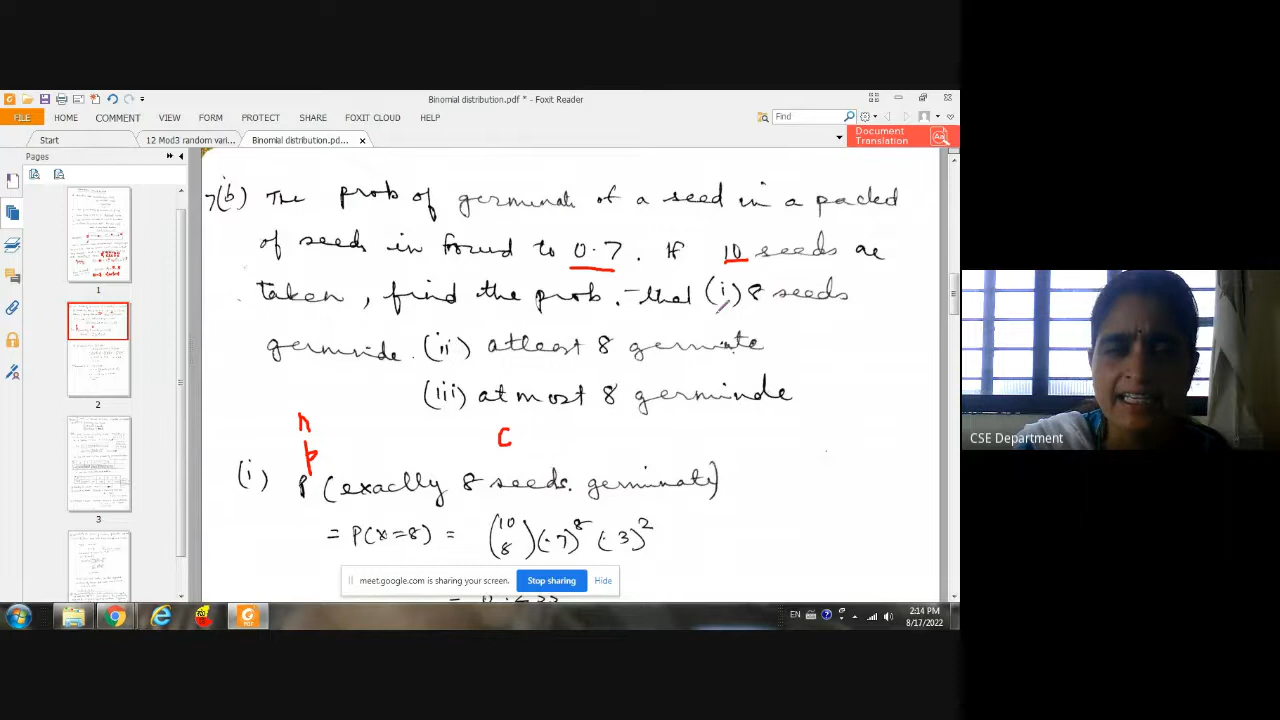 Binomial distribution.pdf * - Foxit Reader
FILE HOME COMMENT VIEW FORM PROTECT SHARE FOXIT CLOUD HELP
Find
Start 12 Mod3 random vari... Binomial distribution.pd...
Document Translation
Pages
7(b) The prob of germinati of a seed in a packed
of seeds in found to 0.7. If 10 seeds are
taken, find the prob. that (i) 8 seeds
germinate. (ii) atleast 8 germinate
(iii) at most 8 germinate
n
p
C
(i) P (exactly 8 seeds. germinate)
= P(x=8) = (10 8) (.7)^8 (.3)^2
= 0.233
1
2
3
CSE Department
meet.google.com is sharing your screen. Stop sharing Hide
EN
2:14 PM
8/17/2022